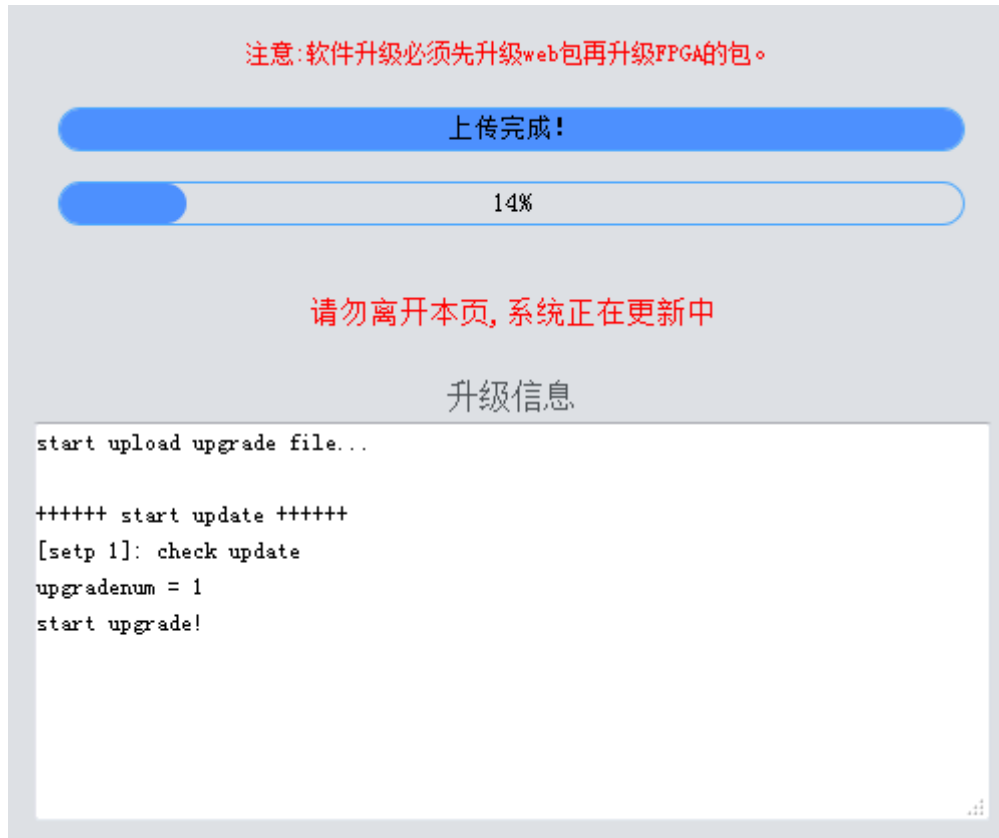 注意:软件升级必须先升级web包再升级FPGA的包。
上传完成!
14%
请勿离开本页,系统正在更新中
升级信息
start upload upgrade file...
++++++ start update ++++++
[setp 1]: check update
upgradenum = 1
start upgrade!